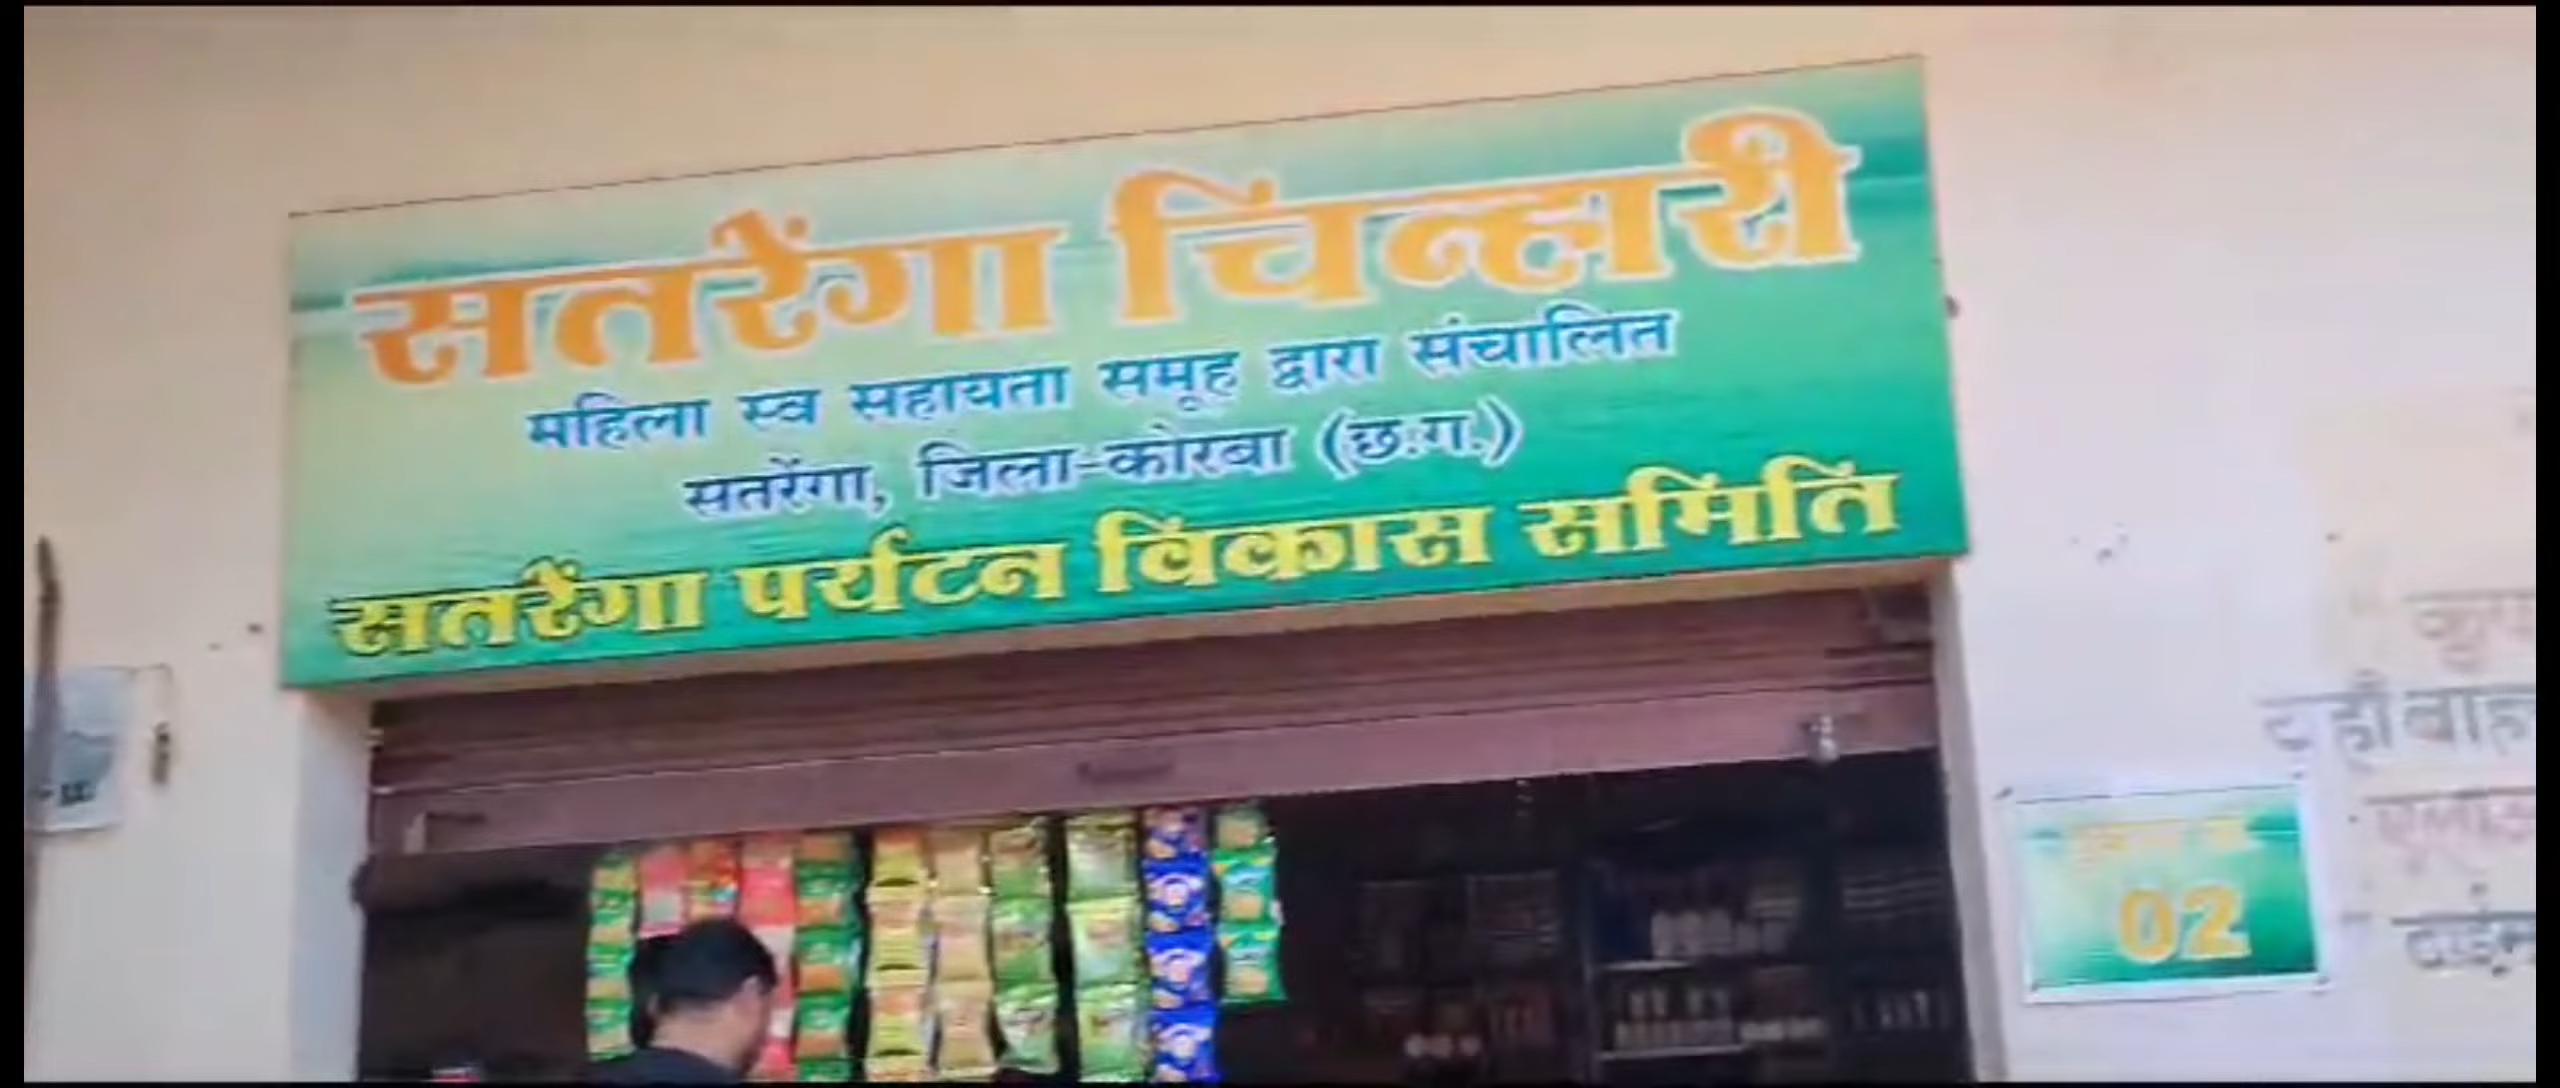 सतरेंगा चिन्हारी
महिला स्व सहायता समूह द्वारा संचालित
सतरेंगा, जिला-कोरबा (छ.ग.)
सतरेंगा पर्यटन विकास समिति
02